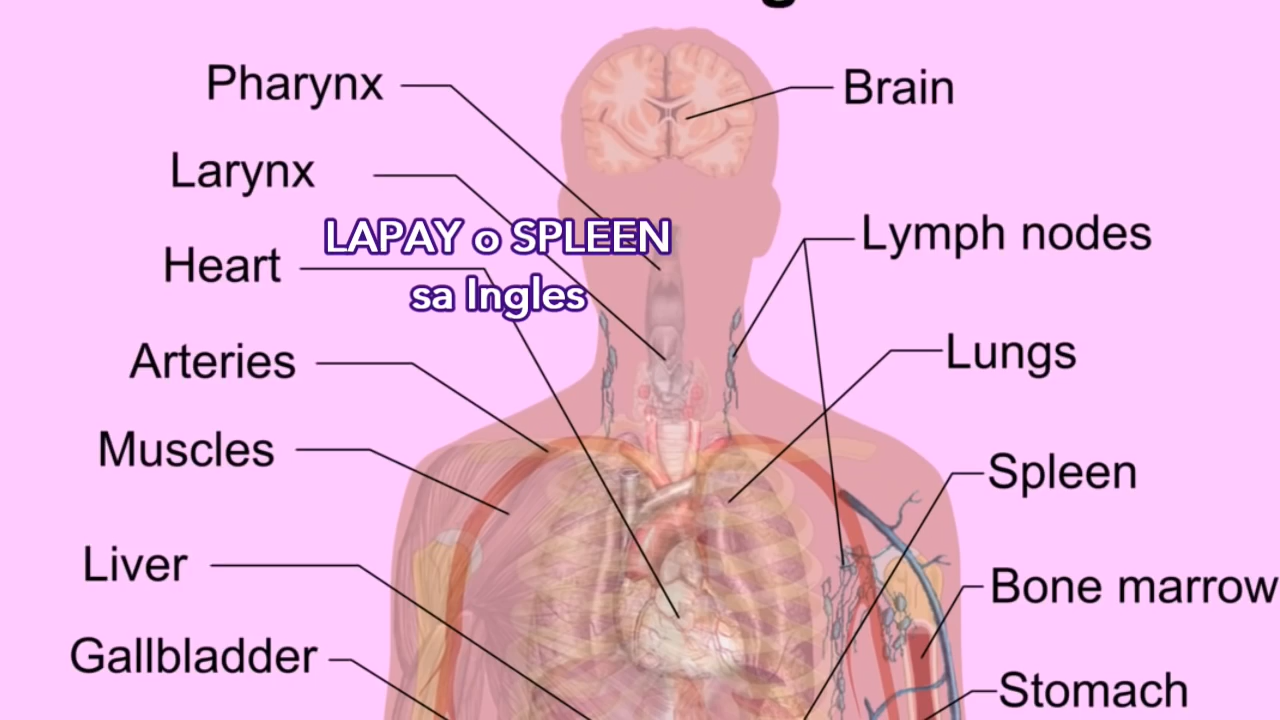 Pharynx
Brain
Larynx
LAPAY o SPLEEN
sa Ingles
Lymph nodes
Heart
Arteries
Lungs
Muscles
Spleen
Liver
Bone marrow
Gallbladder
Stomach